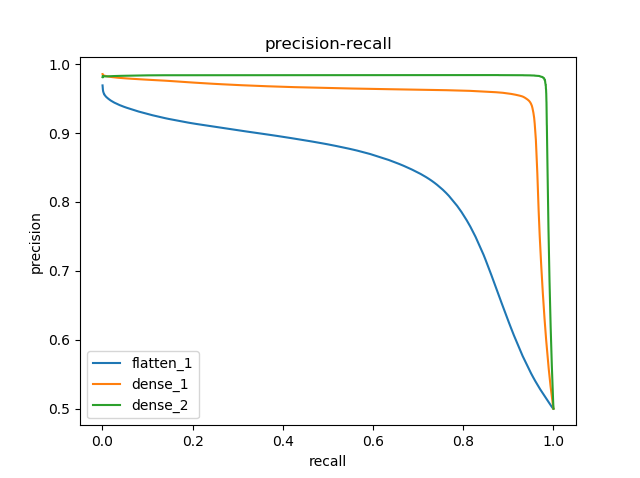 precision-recall
1.0
0.9
0.8
0.7
0.6
0.5
precision
flatten_1
dense_1
dense_2
0.0 0.2 0.4 0.6 0.8 1.0
recall